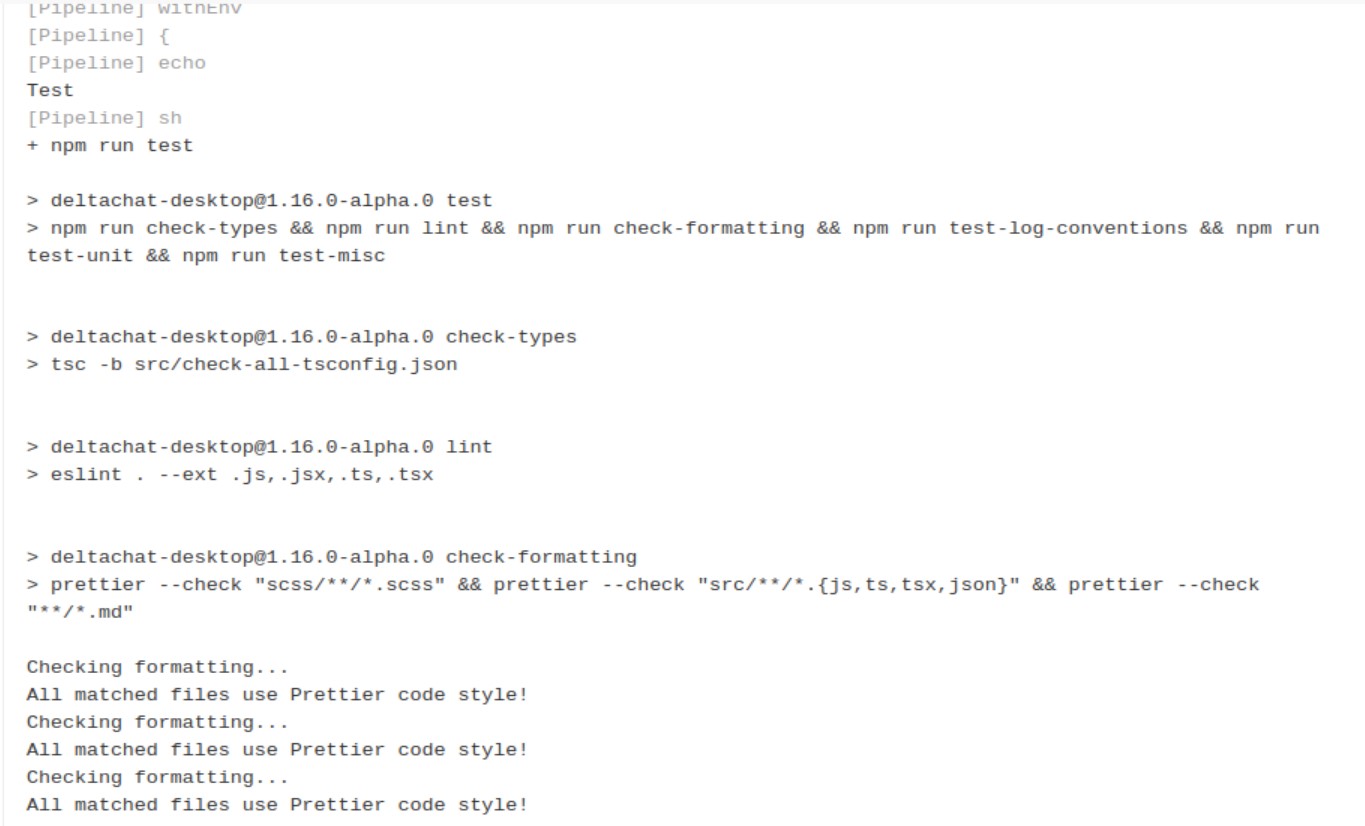 [Pipeline] withEnv
[Pipeline] {
[Pipeline] echo
Test
[Pipeline] sh
+ npm run test
> deltachat-desktop@1.16.0-alpha.0 test
> npm run check-types && npm run lint && npm run check-formatting && npm run test-log-conventions && npm run
test-unit && npm run test-misc
> deltachat-desktop@1.16.0-alpha.0 check-types
> tsc -b src/check-all-tsconfig.json
> deltachat-desktop@1.16.0-alpha.0 lint
> eslint . --ext .js,.jsx,.ts,.tsx
> deltachat-desktop@1.16.0-alpha.0 check-formatting
> prettier --check "scss/**/*.scss" && prettier --check "src/**/*.{js,ts,tsx,json}" && prettier --check
"**/*.md"
Checking formatting...
All matched files use Prettier code style!
Checking formatting...
All matched files use Prettier code style!
Checking formatting...
All matched files use Prettier code style!